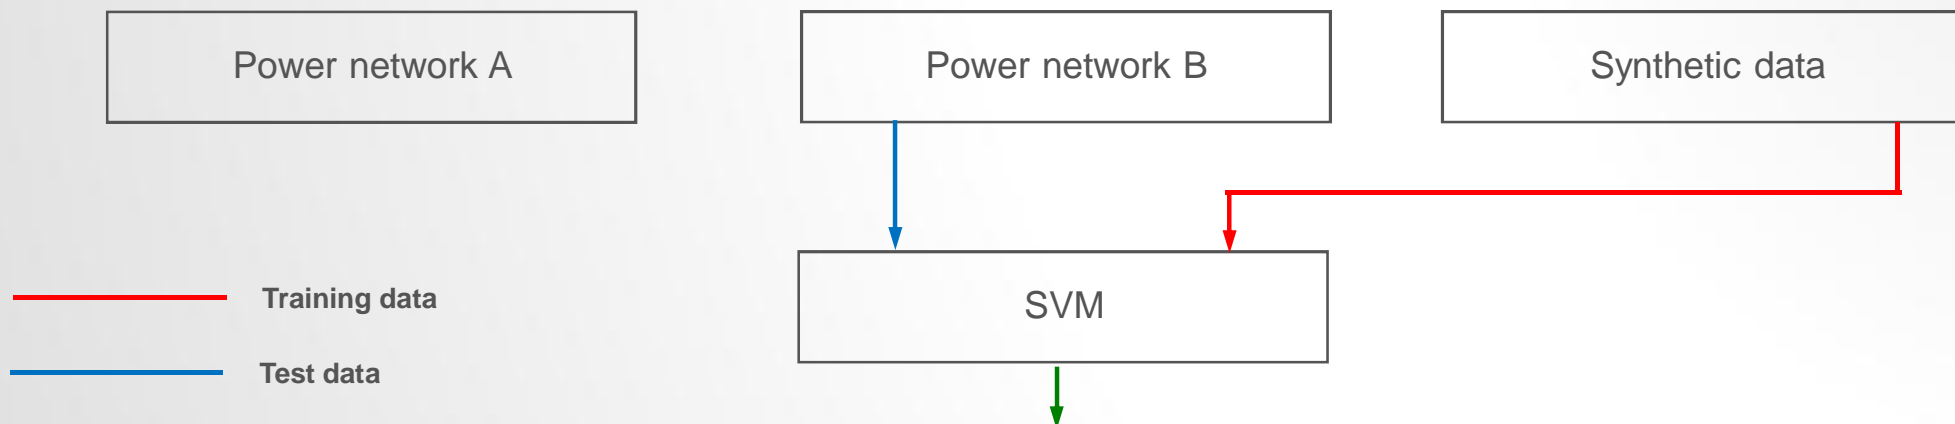 Power network A
Power network B
Synthetic data
SVM
Training data
Test data